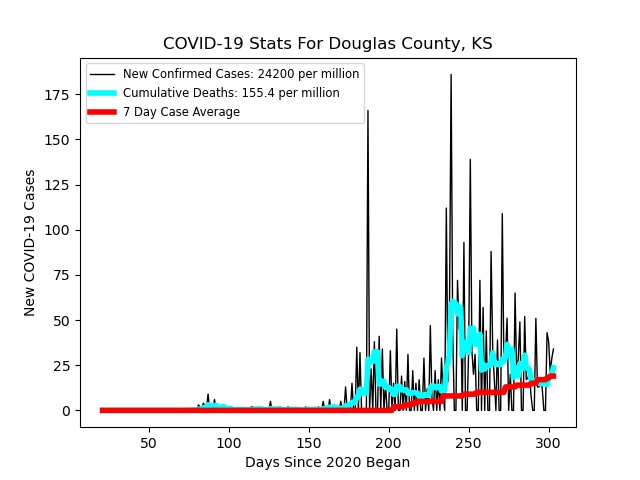 COVID-19 Stats For Douglas County, KS
New Confirmed Cases: 24200 per million
Cumulative Deaths: 155.4 per million
7 Day Case Average
New COVID-19 Cases
175
150
125
100
75
50
25
0
50 100 150 200 250 300
Days Since 2020 Began